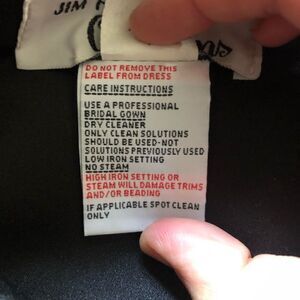 JIM
DO NOT REMOVE THIS
LABEL FROM DRESS
CARE INSTRUCTIONS
USE A PROFESSIONAL
BRIDAL GOWN
DRY CLEANER
ONLY CLEAN SOLUTIONS
SHOULD BE USED-NOT
SOLUTIONS PREVIOUSLY USED
LOW IRON SETTING
NO STEAM
HIGH IRON SETTING OR
STEAM WILL DAMAGE TRIMS
AND/OR BEADING
IF APPLICABLE SPOT CLEAN
ONLY